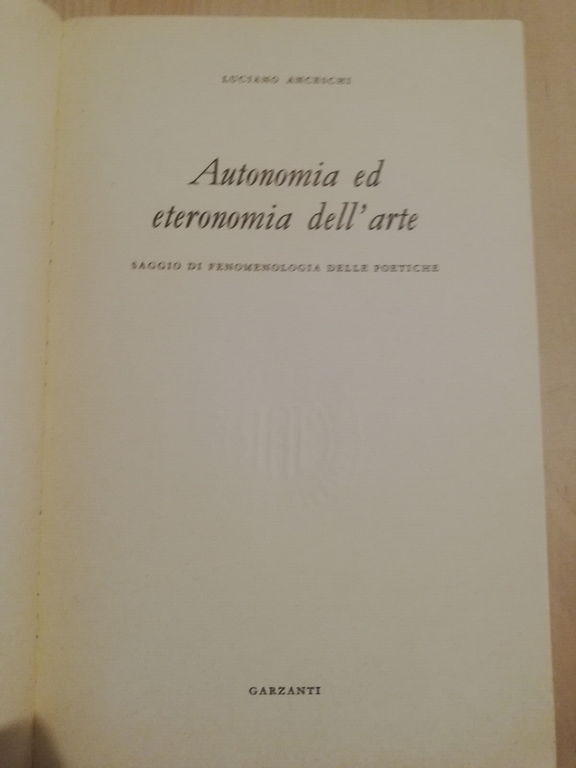 LUCIANO ANCESCHI
Autonomia ed
eteronomia dell'arte
SAGGIO DI FENOMENOLOGIA DELLE POETICHE
GARZANTI